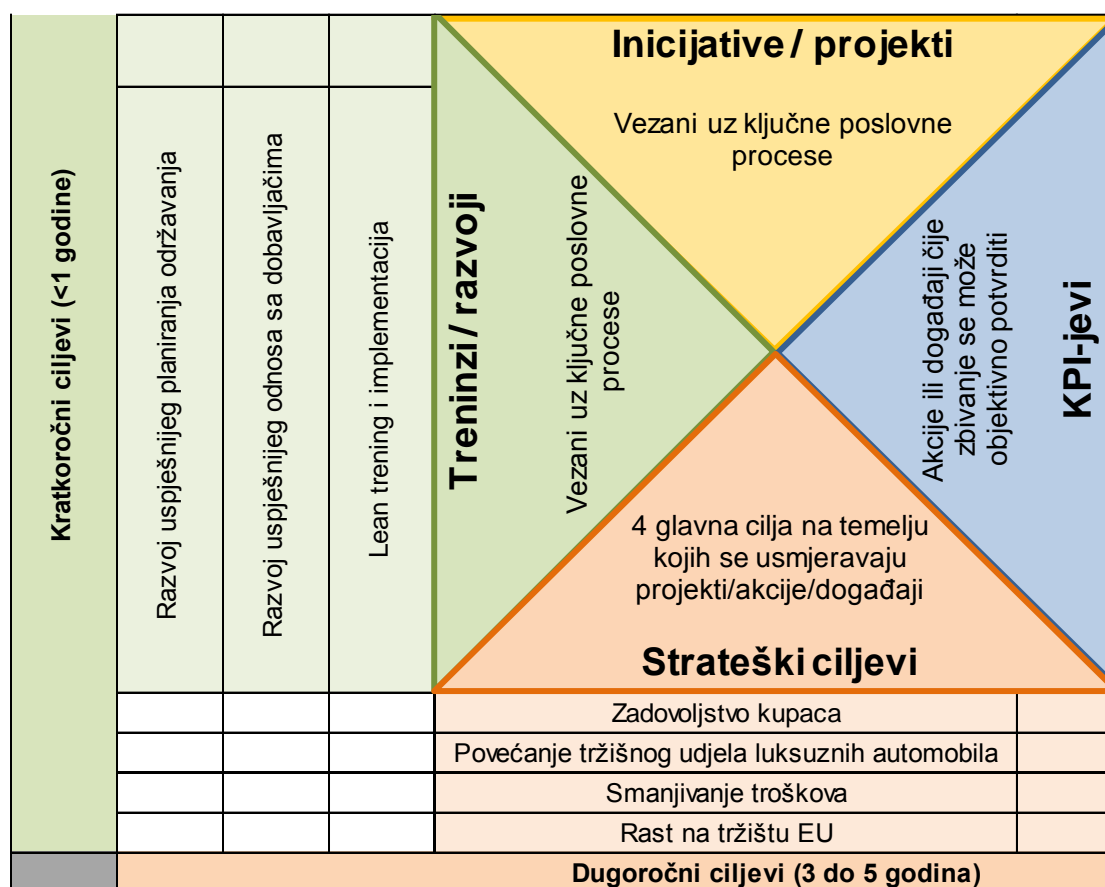 Kratkoročni ciljevi (<1 godine)
Razvoj uspješnijeg planiranja održavanja
Razvoj uspješnijeg odnosa sa dobavljačima
Lean trening i implementacija
Treninzi / razvoji
Vezani uz ključne poslovne
procese
Inicijative / projekti
Vezani uz ključne poslovne
procese
Akcije ili događaji čije
zbivanje se može
objektivno potvrditi
KPI-jevi
4 glavna cilja na temelju
kojih se usmjeravaju
projekti/akcije/događaji
Strateški ciljevi
Zadovoljstvo kupaca
Povećanje tržišnog udjela luksuznih automobila
Smanjivanje troškova
Rast na tržištu EU
Dugoročni ciljevi (3 do 5 godina)